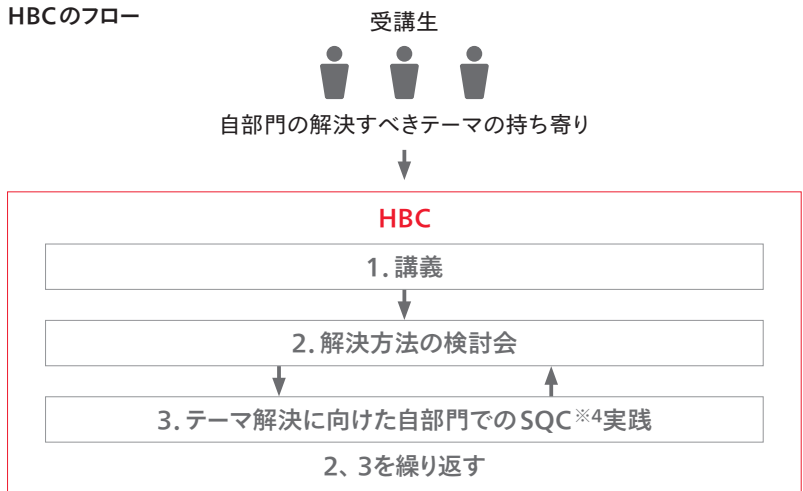 HBCのフロー
受講生
自部門の解決すべきテーマの持ち寄り
HBC
1. 講義
2. 解決方法の検討会
3. テーマ解決に向けた自部門でのSQC※4実践
2、3を繰り返す